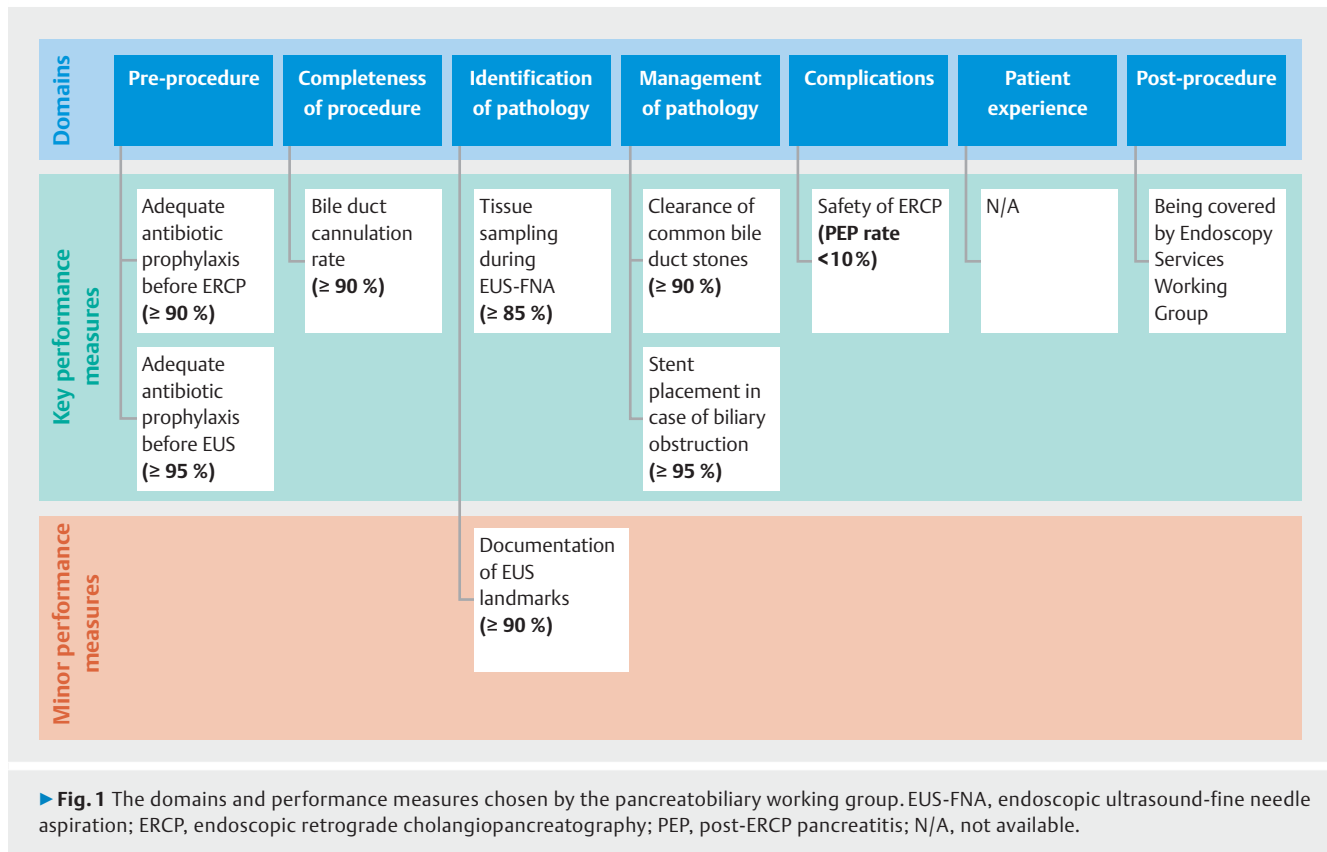 Domains
Pre-procedure
Completeness
of procedure
Identification
of pathology
Management
of pathology
Complications
Patient
experience
Post-procedure
Key performance
measures
Adequate
antibiotic
prophylaxis
before ERCP
(≥ 90 %)
Adequate
antibiotic
prophylaxis
before EUS
(≥ 95 %)
Bile duct
cannulation
rate
(≥ 90 %)
Tissue
sampling
during
EUS-FNA
(≥ 85 %)
Clearance of
common bile
duct stones
(≥ 90 %)
Stent
placement in
case of biliary
obstruction
(≥ 95 %)
Safety of ERCP
(PEP rate
<10 %)
N/A
Being covered
by Endoscopy
Services
Working
Group
Minor performance
measures
Documentation
of EUS
landmarks
(≥ 90 %)
▶ Fig. 1 The domains and performance measures chosen by the pancreatobiliary working group. EUS-FNA, endoscopic ultrasound-fine needle
aspiration; ERCP, endoscopic retrograde cholangiopancreatography; PEP, post-ERCP pancreatitis; N/A, not available.